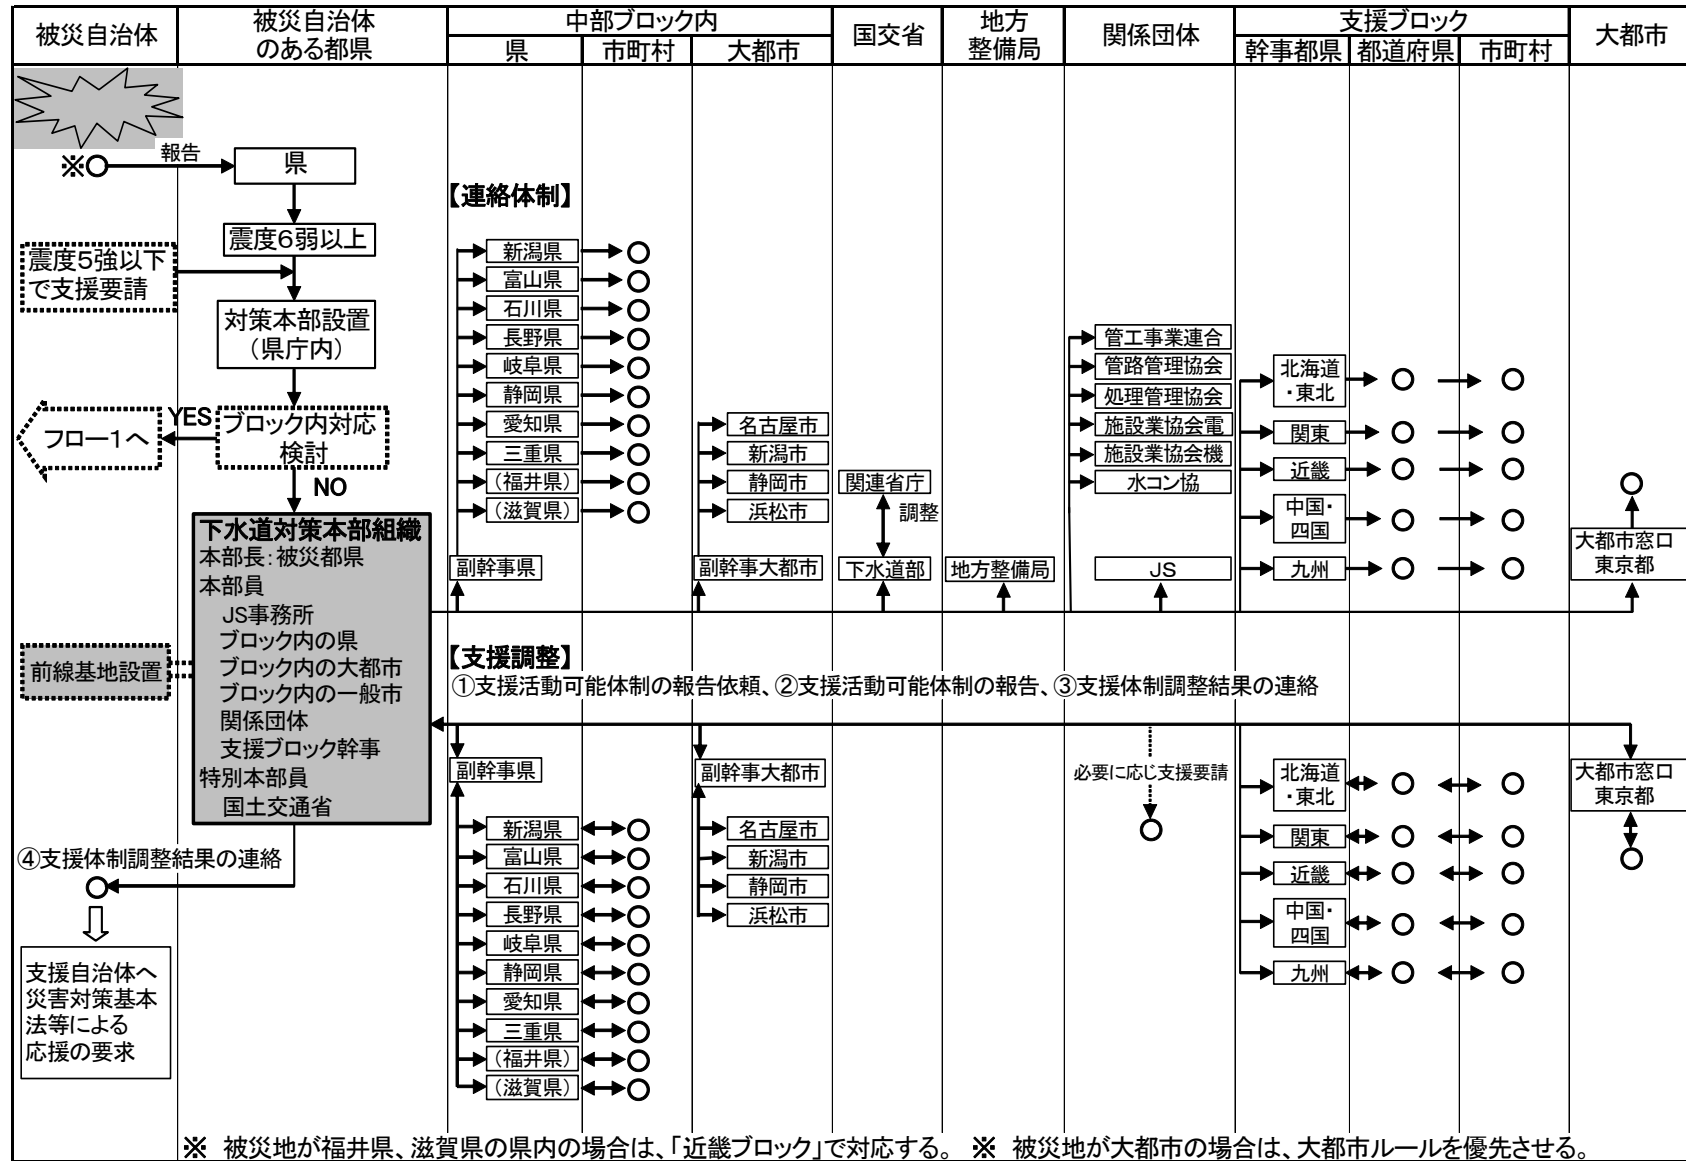 被災自治体
被災自治体
のある都県
中部ブロック内
県
市町村
大都市
国交省
地方
整備局
関係団体
支援ブロック
幹事都県
都道府県
市町村
大都市
※
報告
県
震度6弱以上
震度5強以下
で支援要請
対策本部設置
(県庁内)
フロー1へ
YES
ブロック内対応
検討
NO
下水道対策本部組織
本部長:被災都県
本部員
JS事務所
ブロック内の県
ブロック内の大都市
ブロック内の一般市
関係団体
支援ブロック幹事
特別本部員
国土交通省
前線基地設置
④支援体制調整結果の連絡
支援自治体へ
災害対策基本
法等による
応援の要求
【連絡体制】
新潟県
富山県
石川県
長野県
岐阜県
静岡県
愛知県
三重県
(福井県)
(滋賀県)
副幹事県
名古屋市
新潟市
静岡市
浜松市
副幹事大都市
関連省庁
調整
下水道部
地方整備局
管工事業連合
管路管理協会
処理管理協会
施設業協会電
施設業協会機
水コン協
JS
北海道
・東北
関東
近畿
中国・
四国
九州
大都市窓口
東京都
【支援調整】
①支援活動可能体制の報告依頼、②支援活動可能体制の報告、③支援体制調整結果の連絡
副幹事県
新潟県
富山県
石川県
長野県
岐阜県
静岡県
愛知県
三重県
(福井県)
(滋賀県)
副幹事大都市
名古屋市
新潟市
静岡市
浜松市
必要に応じ支援要請
北海道
・東北
関東
近畿
中国・
四国
九州
大都市窓口
東京都
※ 被災地が福井県、滋賀県の県内の場合は、「近畿ブロック」で対応する。 ※ 被災地が大都市の場合は、大都市ルールを優先させる。